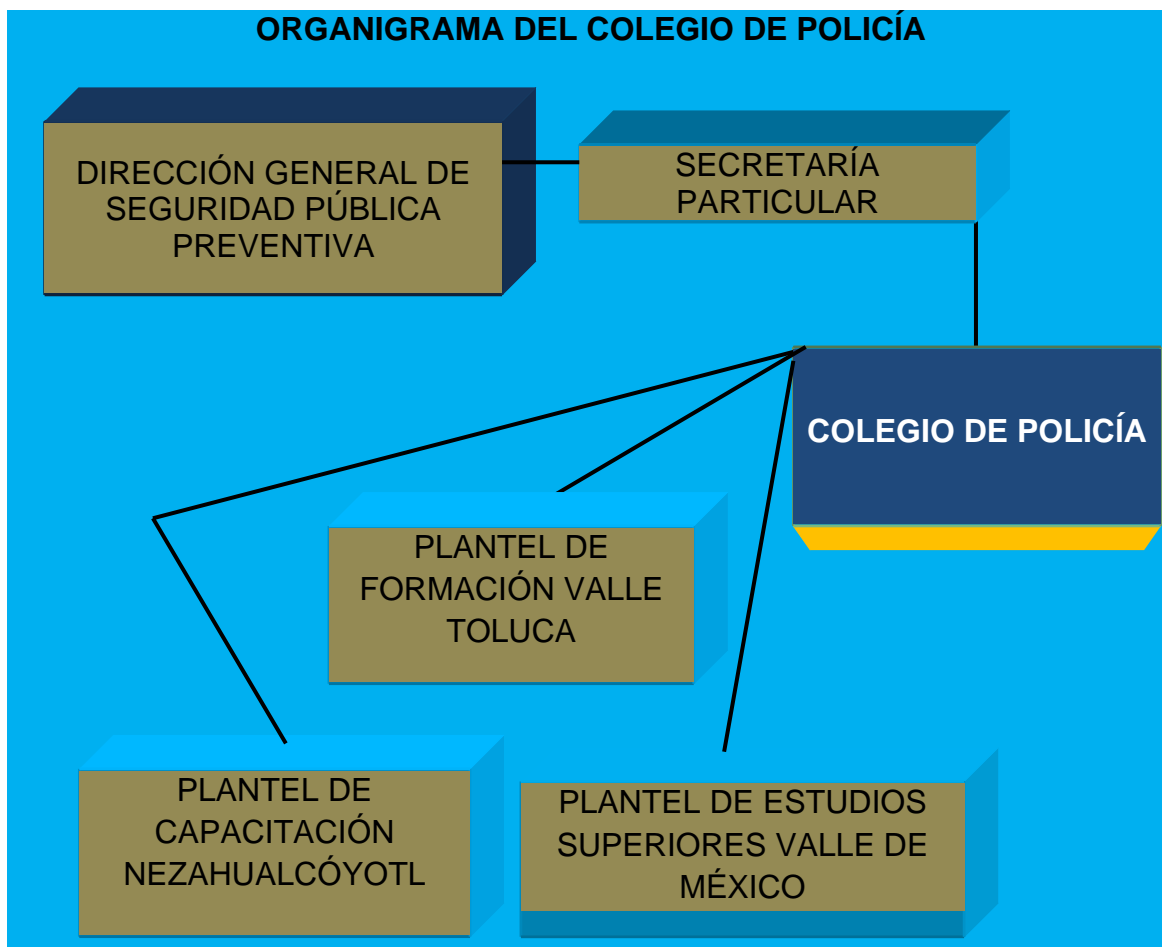 ORGANIGRAMA DEL COLEGIO DE POLICÍA
DIRECCIÓN GENERAL DE
SEGURIDAD PÚBLICA
PREVENTIVA
SECRETARÍA
PARTICULAR
COLEGIO DE POLICÍA
PLANTEL DE
FORMACIÓN VALLE
TOLUCA
PLANTEL DE
CAPACITACIÓN
NEZAHUALCÓYOTL
PLANTEL DE ESTUDIOS
SUPERIORES VALLE DE
MÉXICO